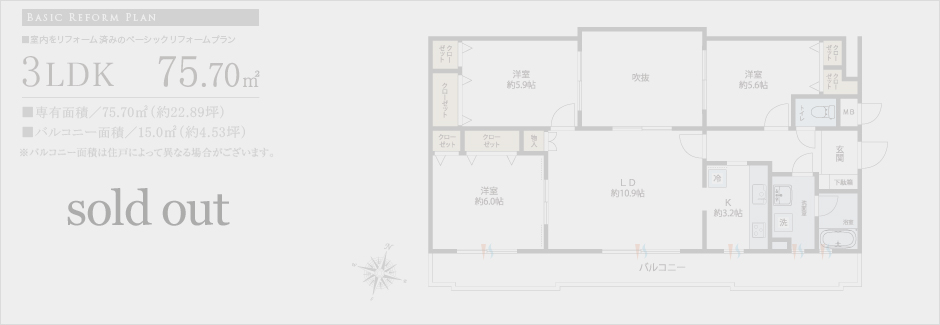 BASIC REFORM PLAN
■室内をリフォーム済みのベーシックリフォームプラン
3LDK 75.70㎡
■専有面積／75.70㎡（約22.89坪）
■バルコニー面積／15.0㎡（約4.53坪）
※バルコニー面積は住戸によって異なる場合がございます。
sold out
クローゼット
洋室
約5.9帖
吹抜
洋室
約5.6帖
クローゼット
クローゼット
クローゼット
トイレ
MB
クローゼット
クローゼット
物入
玄関
下駄箱
洋室
約6.0帖
LD
約10.9帖
冷
K
約3.2帖
洗
浴室
バルコニー